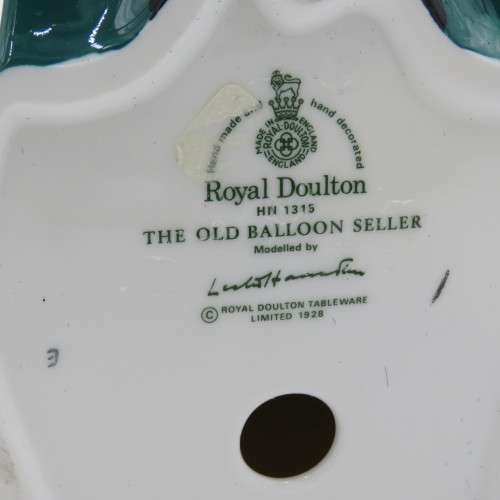 Hand made and hand decorated
MADE IN ENGLAND
ROYAL DOULTON
ENGLAND
Royal Doulton
HN 1315
THE OLD BALLOON SELLER
Modelled by
© ROYAL DOULTON TABLEWARE
LIMITED 1928